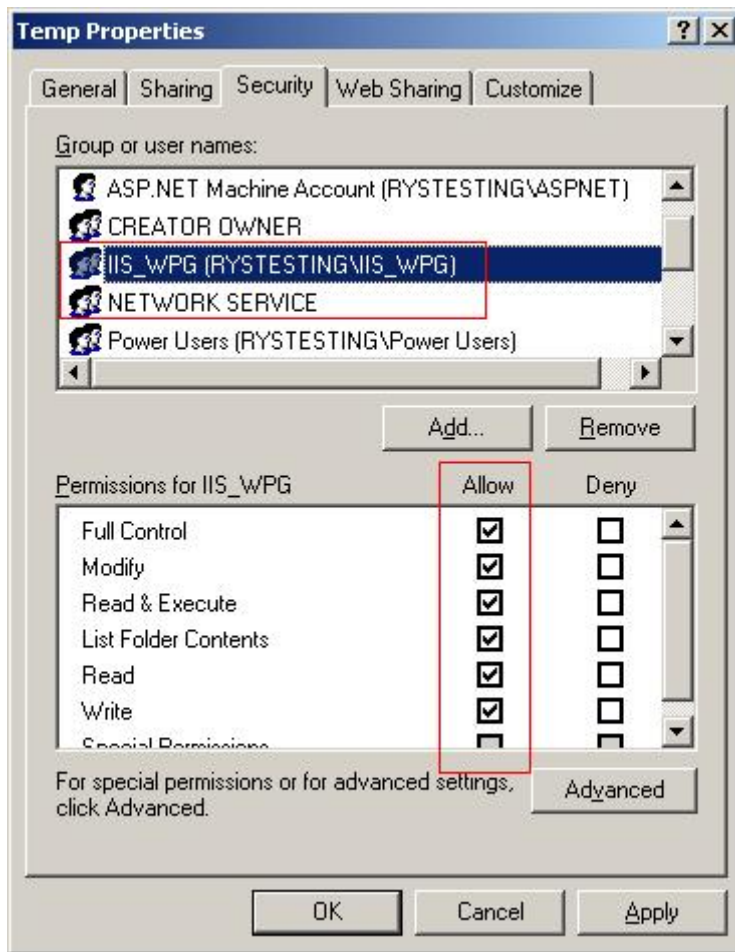 Temp Properties
General Sharing Security Web Sharing Customize
Group or user names:
ASP.NET Machine Account (RYSTESTING\ASPNET)
CREATOR OWNER
IIS_WPG (RYSTESTING\IIS_WPG)
NETWORK SERVICE
Power Users (RYSTESTING\Power Users)
Add... Remove
Permissions for IIS_WPG Allow Deny
Full Control
Modify
Read & Execute
List Folder Contents
Read
Write
Special Permissions
For special permissions or for advanced settings,
click Advanced.
Advanced
OK Cancel Apply